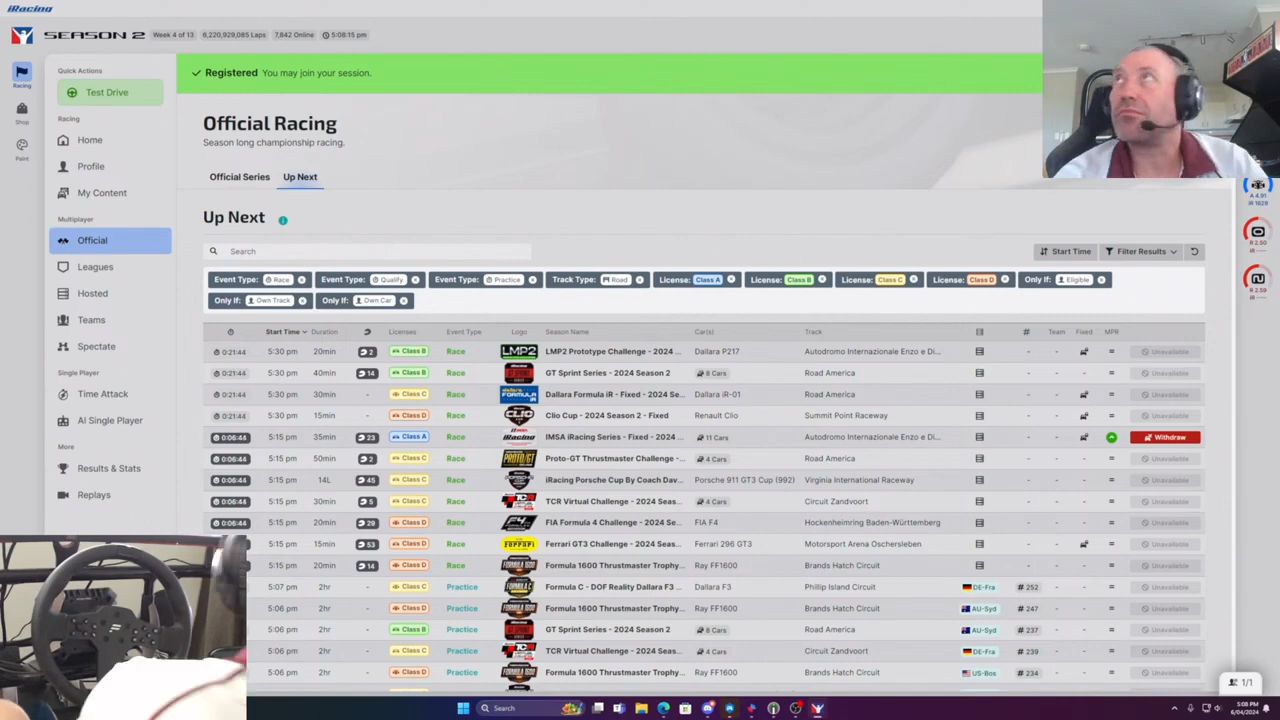 iRacing
SEASON 2 Week 4 of 13 6,220,929,085 Laps 7,842 Online 5:08:15 pm
Racing
Shop
Paint
Quick Actions
Test Drive
Racing
Home
Profile
My Content
Multiplayer
Official
Leagues
Hosted
Teams
Spectate
Single Player
Time Attack
AI Single Player
More
Results & Stats
Replays
Registered You may join your session.
Official Racing
Season long championship racing.
Official Series Up Next
Up Next
Search Start Time Filter Results
Event Type: Race Event Type: Qualify Event Type: Practice Track Type: Road License: Class A License: Class B License: Class C License: Class D Only If: Eligible
Only If: Own Track Only If: Own Car
Start Time Duration Licenses Event Type Logo Season Name Car(s) Track # Team Fixed MPR
0:21:44 5:30 pm 20min 2 Class B Race LMP2 LMP2 Prototype Challenge - 2024 ... Dallara P217 Autodromo Internazionale Enzo e Di... - - = Unavailable
0:21:44 5:30 pm 40min 14 Class B Race GT Sprint Series - 2024 Season 2 8 Cars Road America - - - = Unavailable
0:21:44 5:30 pm 30min - Class C Race Dallara Formula iR - Fixed - 2024 Se... Dallara iR-01 Road America - - = Unavailable
0:21:44 5:30 pm 15min - Class D Race CLIO Clio Cup - 2024 Season 2 - Fixed Renault Clio Summit Point Raceway - - = Unavailable
0:06:44 5:15 pm 35min 23 Class A Race iRacing IMSA iRacing Series - Fixed - 2024 ... 11 Cars Autodromo Internazionale Enzo e Di... - - Withdraw
0:06:44 5:15 pm 50min 2 Class C Race PROTO/GT Proto-GT Thrustmaster Challenge -... 4 Cars Road America - - - = Unavailable
0:06:44 5:15 pm 14L 45 Class C Race iRacing Porsche Cup By Coach Dav... Porsche 911 GT3 Cup (992) Virginia International Raceway - - - = Unavailable
0:06:44 5:15 pm 30min 5 Class C Race TCR TCR Virtual Challenge - 2024 Seas... 4 Cars Circuit Zandvoort - - - = Unavailable
0:06:44 5:15 pm 20min 29 Class D Race F4 FIA Formula 4 Challenge - 2024 Se... FIA F4 Hockenheimring Baden-Württemberg - - - = Unavailable
5:15 pm 15min 53 Class D Race Ferrari Ferrari GT3 Challenge - 2024 Seas... Ferrari 296 GT3 Motorsport Arena Oschersleben - - = Unavailable
5:15 pm 20min 14 Class D Race Formula 1600 Thrustmaster Trophy... Ray FF1600 Brands Hatch Circuit - - - = Unavailable
5:07 pm 2hr - Class C Practice Formula C - DOF Reality Dallara F3... Dallara F3 Phillip Island Circuit DE-Fra # 252 - - = Unavailable
5:06 pm 2hr - Class D Practice Formula 1600 Thrustmaster Trophy... Ray FF1600 Brands Hatch Circuit AU-Syd # 247 - - = Unavailable
5:06 pm 2hr - Class B Practice GT Sprint Series - 2024 Season 2 8 Cars Road America AU-Syd # 237 - - = Unavailable
5:06 pm 2hr - Class C Practice TCR TCR Virtual Challenge - 2024 Seas... 4 Cars Circuit Zandvoort DE-Fra # 239 - - = Unavailable
5:06 pm 2hr - Class D Practice Formula 1600 Thrustmaster Trophy... Ray FF1600 Brands Hatch Circuit US-Bos # 234 - - = Unavailable
A 4.91
iR 1829
R 2.50
iR ---
R 2.59
iR ---
1/1
Search
5:08 PM
6/04/2024